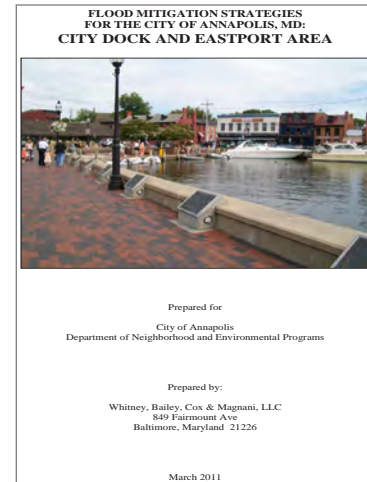 FLOOD MITIGATION STRATEGIES
FOR THE CITY OF ANNAPOLIS, MD:
CITY DOCK AND EASTPORT AREA
Prepared for
City of Annapolis
Department of Neighborhood and Environmental Programs
Prepared by:
Whitney, Bailey, Cox & Magnani, LLC
849 Fairmount Ave
Baltimore, Maryland 21226
March 2011